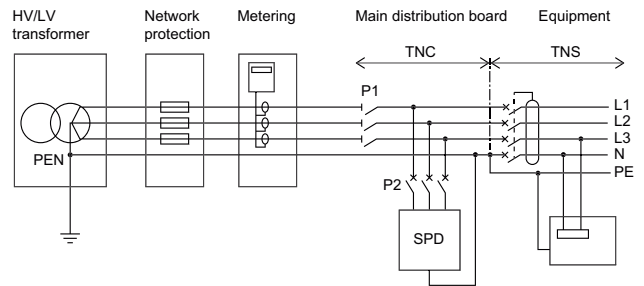 HV/LV
transformer
Network
protection
Metering
Main distribution board
Equipment
TNC
TNS
P1
L1
L2
L3
N
PE
PEN
P2
SPD